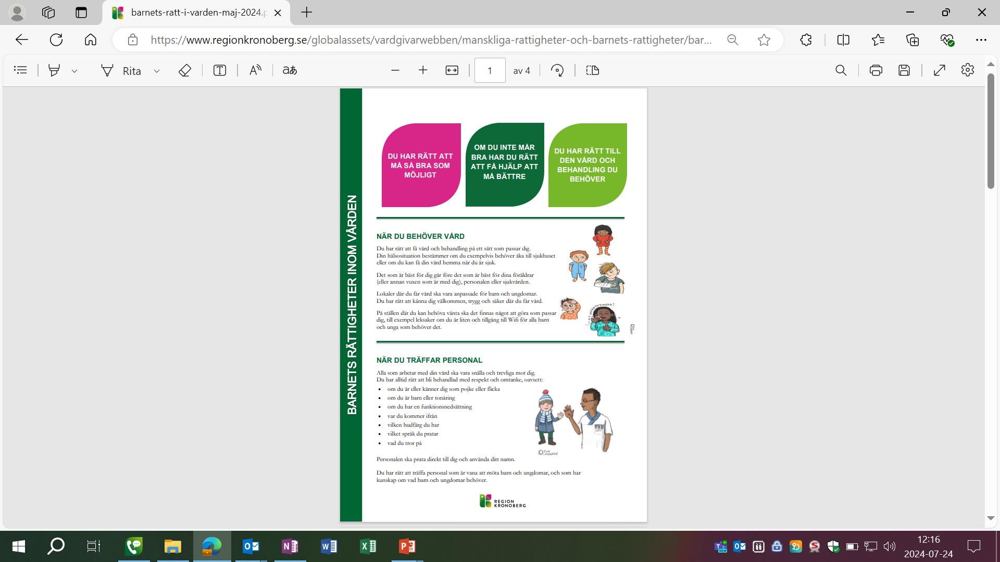 barnets-ratt-i-varden-maj-2024.p
https://www.regionkronoberg.se/globalassets/vardgivarwebben/manskliga-rattigheter-och-barnets-rattigheter/bar...
Rita
1
av 4
BARNETS RÄTTIGHETER INOM VÅRDEN
DU HAR RÄTT ATT
MÅ SÅ BRA SOM
MÖJLIGT
OM DU INTE MÅR
BRA HAR DU RÄTT
ATT FÅ HJÄLP ATT
MÅ BÄTTRE
DU HAR RÄTT TILL
DEN VÅRD OCH
BEHANDLING DU
BEHÖVER
NÄR DU BEHÖVER VÅRD
Du har rätt att få vård och behandling på ett sätt som passar dig.
Din hälsosituation bestämmer om du exempelvis behöver åka till sjukhuset
eller om du kan få din vård hemma när du är sjuk.
Det som är bäst för dig går före det som är bäst för dina föräldrar
(eller annan vuxen som är med dig), personalen eller sjukvården.
Lokaler där du får vård ska vara anpassade för barn och ungdomar.
Du har rätt att känna dig välkommen, trygg och säker där du får vård.
På ställen där du kan behöva vänta ska det finnas något att göra som passar
dig, till exempel leksaker om du är liten och tillgång till Wifi för alla barn
och unga som behöver det.
NÄR DU TRÄFFAR PERSONAL
Alla som arbetar med din vård ska vara snälla och trevliga mot dig.
Du har alltid rätt att bli behandlad med respekt och omtanke, oavsett:
• om du är eller känner dig som pojke eller flicka
• om du är barn eller tonåring
• om du har en funktionsnedsättning
• var du kommer ifrån
• vilken hudfärg du har
• vilket språk du pratar
• vad du tror på
© EVA
LINDGREN
Personalen ska prata direkt till dig och använda ditt namn.
Du har rätt att träffa personal som är vana att möta barn och ungdomar, och som har
kunskap om vad barn och ungdomar behöver.
REGION
KRONOBERG
12:16
2024-07-24